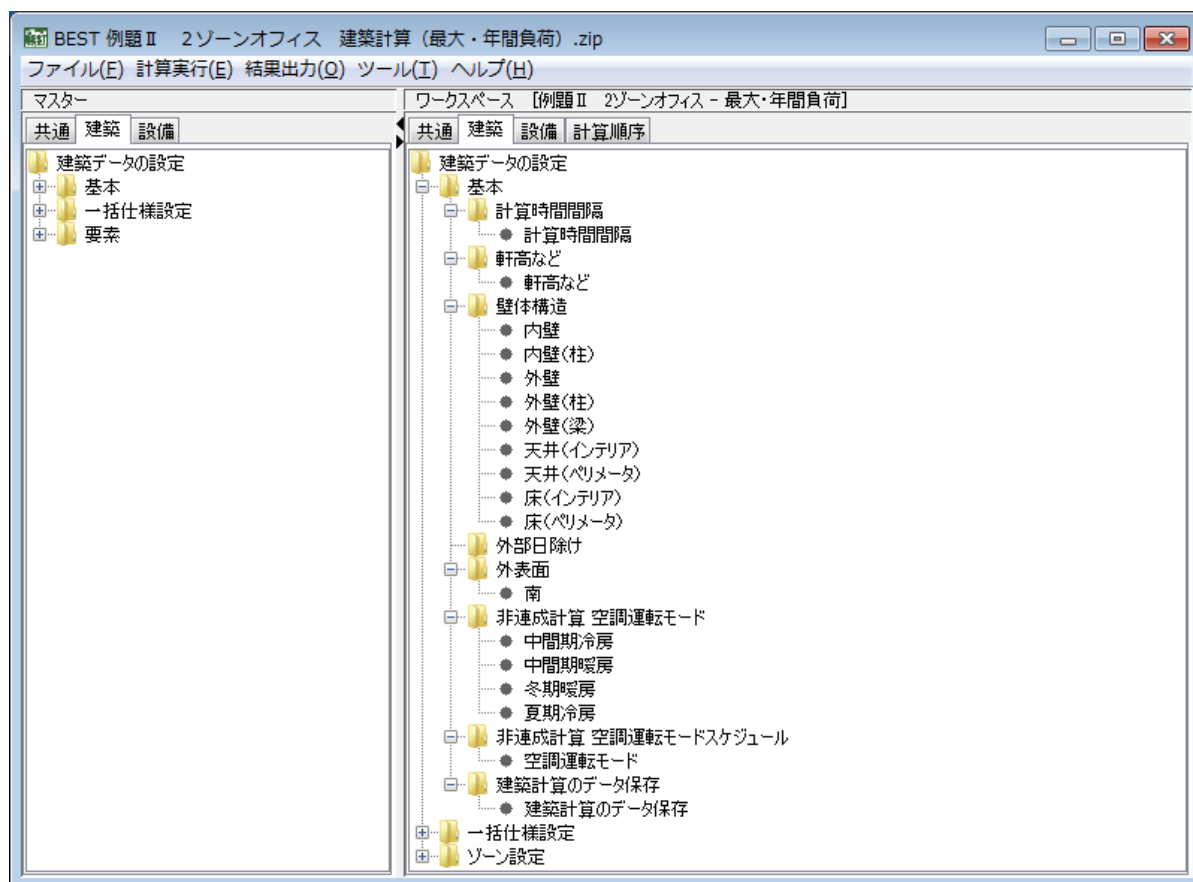 BEST 例題Ⅱ 2ゾーンオフィス 建築計算（最大・年間負荷）.zip
ファイル(F) 計算実行(E) 結果出力(O) ツール(T) ヘルプ(H)
マスター
共通 建築 設備
建築データの設定
基本
一括仕様設定
要素
ワークスペース [例題Ⅱ 2ゾーンオフィス - 最大・年間負荷]
共通 建築 設備 計算順序
建築データの設定
基本
計算時間間隔
計算時間間隔
軒高など
軒高など
壁体構造
内壁
内壁(柱)
外壁
外壁(柱)
外壁(梁)
天井(インテリア)
天井(ペリメータ)
床(インテリア)
床(ペリメータ)
外部日除け
外表面
南
非連成計算 空調運転モード
中間期冷房
中間期暖房
冬期暖房
夏期冷房
非連成計算 空調運転モードスケジュール
空調運転モード
建築計算のデータ保存
建築計算のデータ保存
一括仕様設定
ゾーン設定